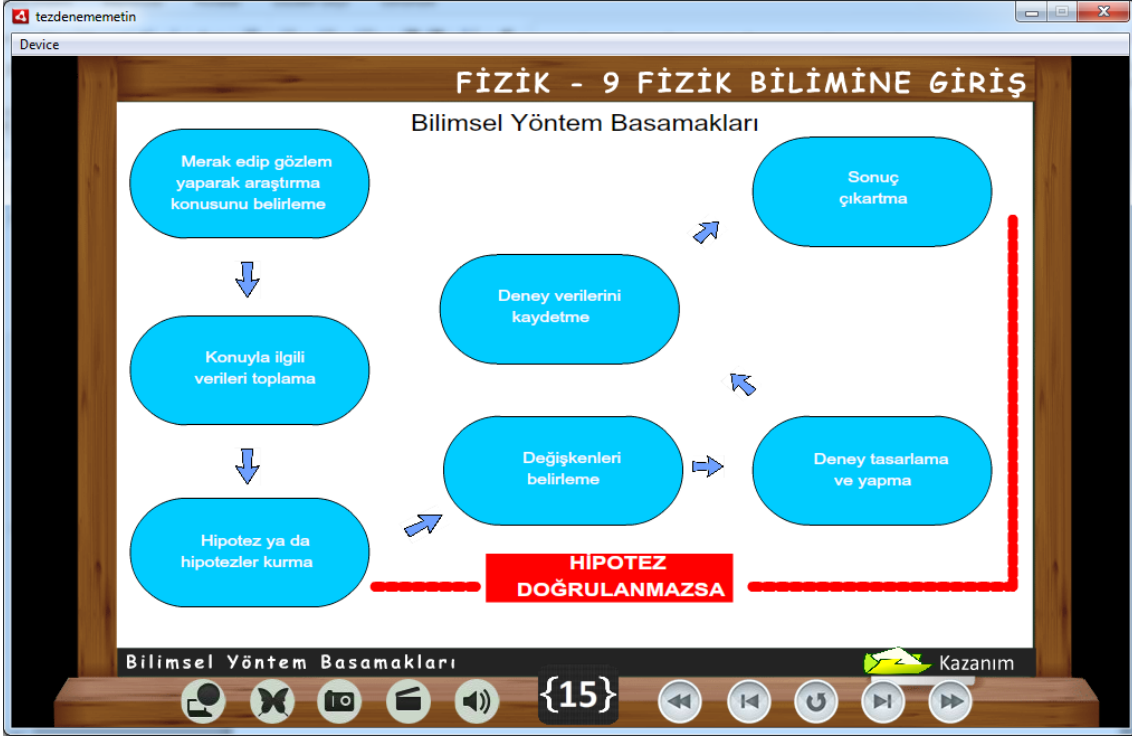 tezdenememetin
Device
FİZİK - 9 FİZİK BİLİMİNE GİRİŞ
Bilimsel Yöntem Basamakları
Merak edip gözlem
yaparak araştırma
konusunu belirleme
Konuyla ilgili
verileri toplama
Hipotez ya da
hipotezler kurma
Değişkenleri
belirleme
Deney tasarlama
ve yapma
Deney verilerini
kaydetme
Sonuç
çıkartma
HİPOTEZ
DOĞRULANMAZSA
Bilimsel Yöntem Basamakları
Kazanım
{15}